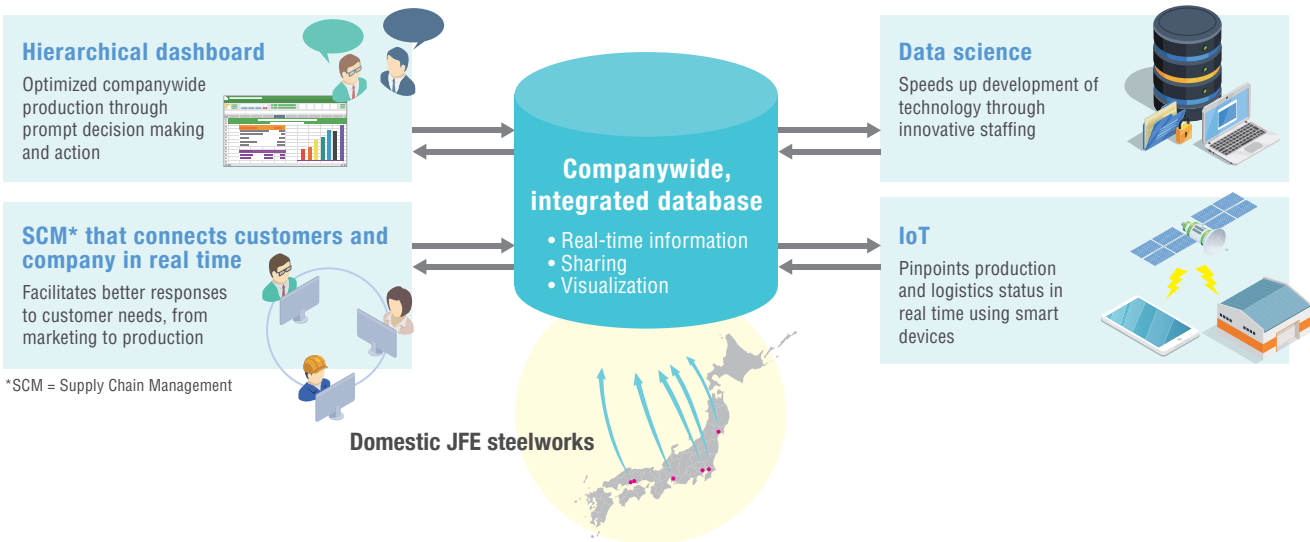 Hierarchical dashboard
Optimized companywide
production through
prompt decision making
and action
SCM* that connects customers and
company in real time
Facilitates better responses
to customer needs, from
marketing to production
*SCM = Supply Chain Management
Companywide,
integrated database
• Real-time information
• Sharing
• Visualization
Domestic JFE steelworks
Data science
Speeds up development of
technology through
innovative staffing
IoT
Pinpoints production
and logistics status in
real time using smart
devices